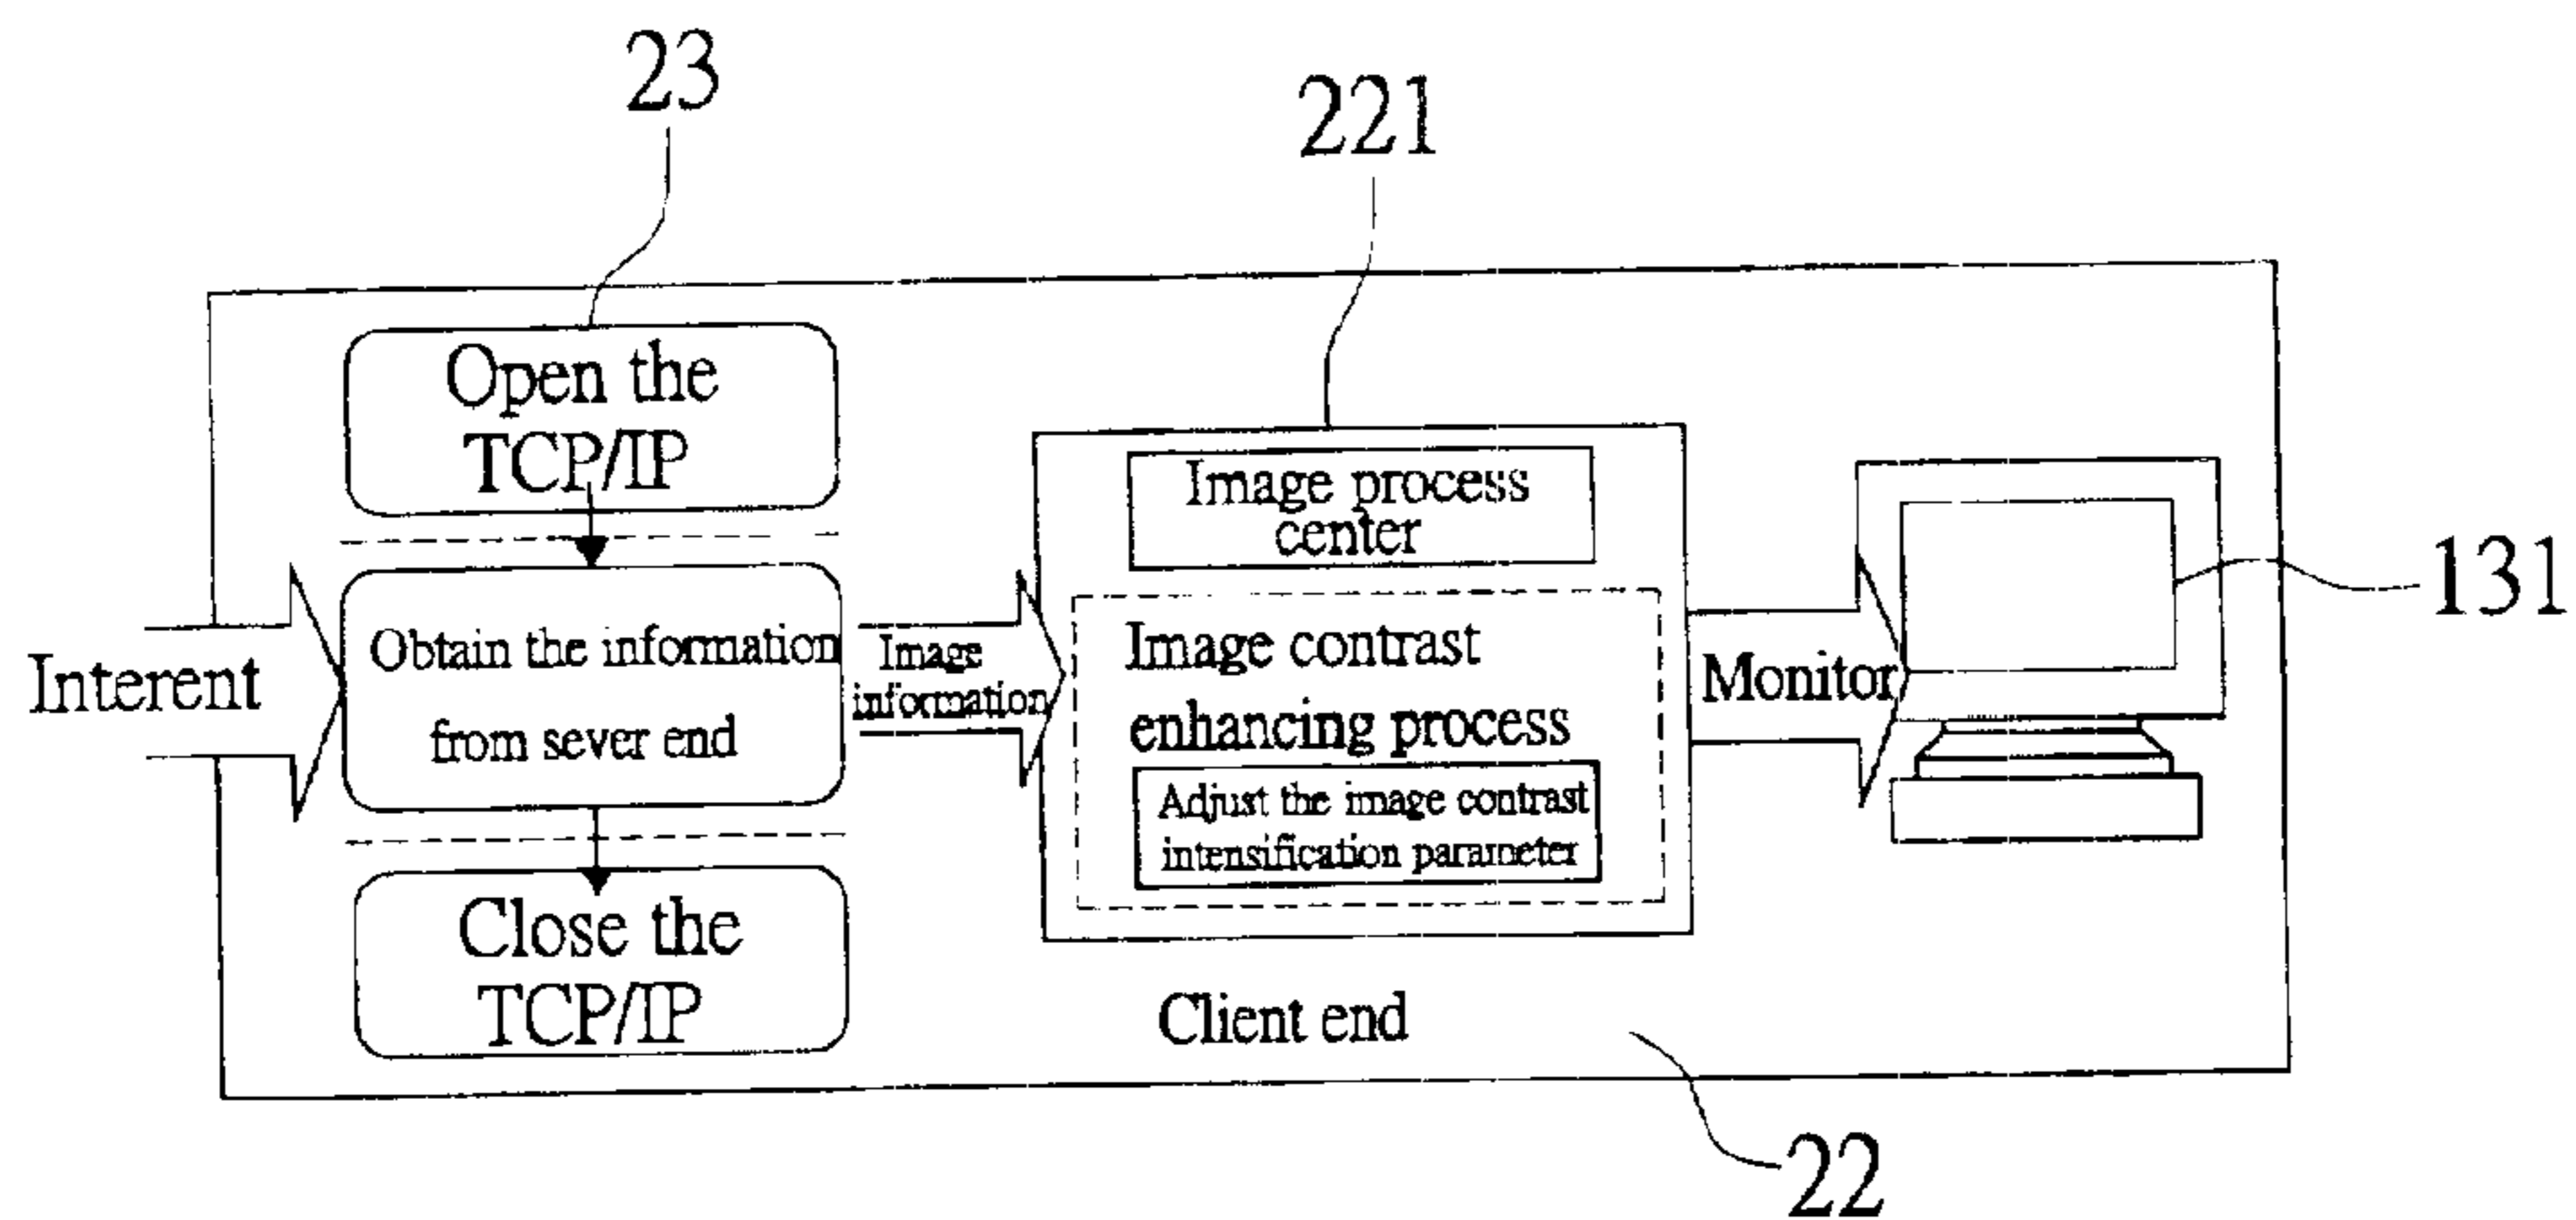 23
221
Open the
TCP/IP
Image process
center
131
Interent
Obtain the information
from sever end
Image
information
Image contrast
enhancing process
Adjust the image contrast
intensification parameter
Monitor
Close the
TCP/IP
Client end
22